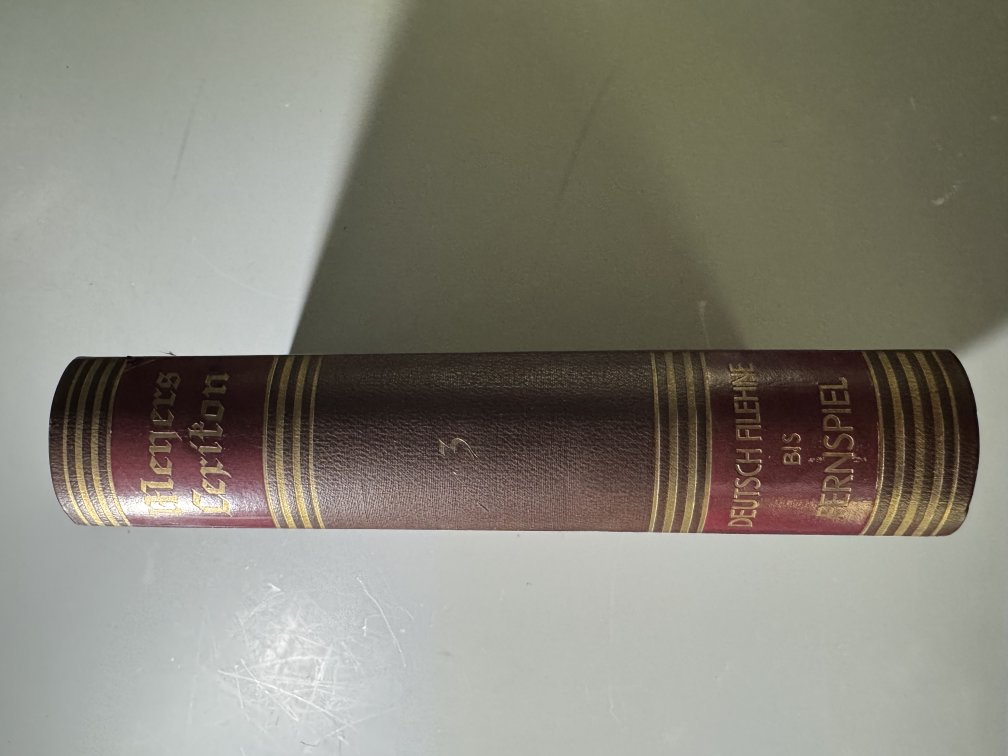 Meyers
Lexikon
3
DEUTSCH FILEHNE
BIS
FERNSPIEL